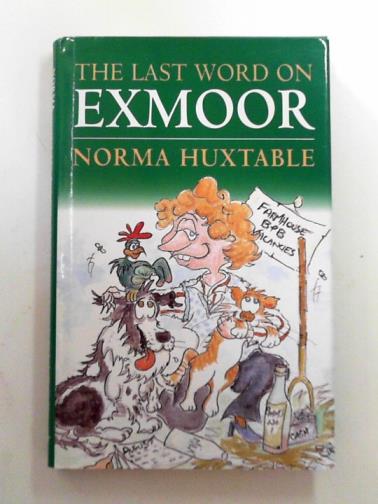 THE LAST WORD ON
EXMOOR
NORMA HUXTABLE
FARMHOUSE
B&B
VACANCIES